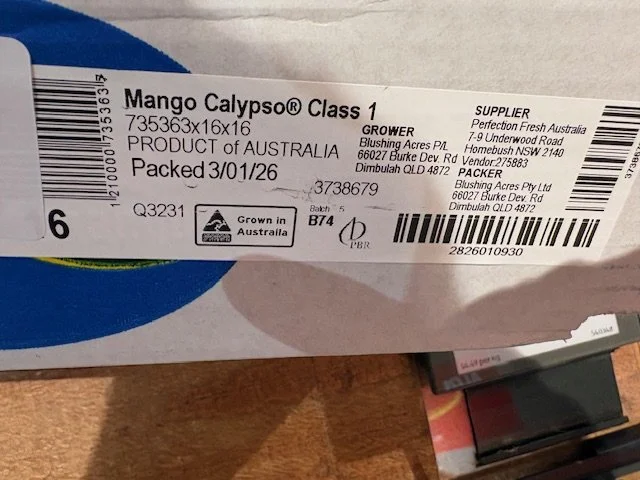 Mango Calypso® Class 1
735363x16x16
PRODUCT of AUSTRALIA
Packed 3/01/26
3738679
Q3231
Grown in
Australia
Batch 5
B74
PBR
GROWER
Blushing Acres P/L
66027 Burke Dev. Rd
Dimbulah QLD 4872
SUPPLIER
Perfection Fresh Australia
7-9 Underwood Road
Homebush NSW 2140
Vendor:275883
PACKER
Blushing Acres Pty Ltd
66027 Burke Dev. Rd
Dimbulah QLD 4872
2826010930
6